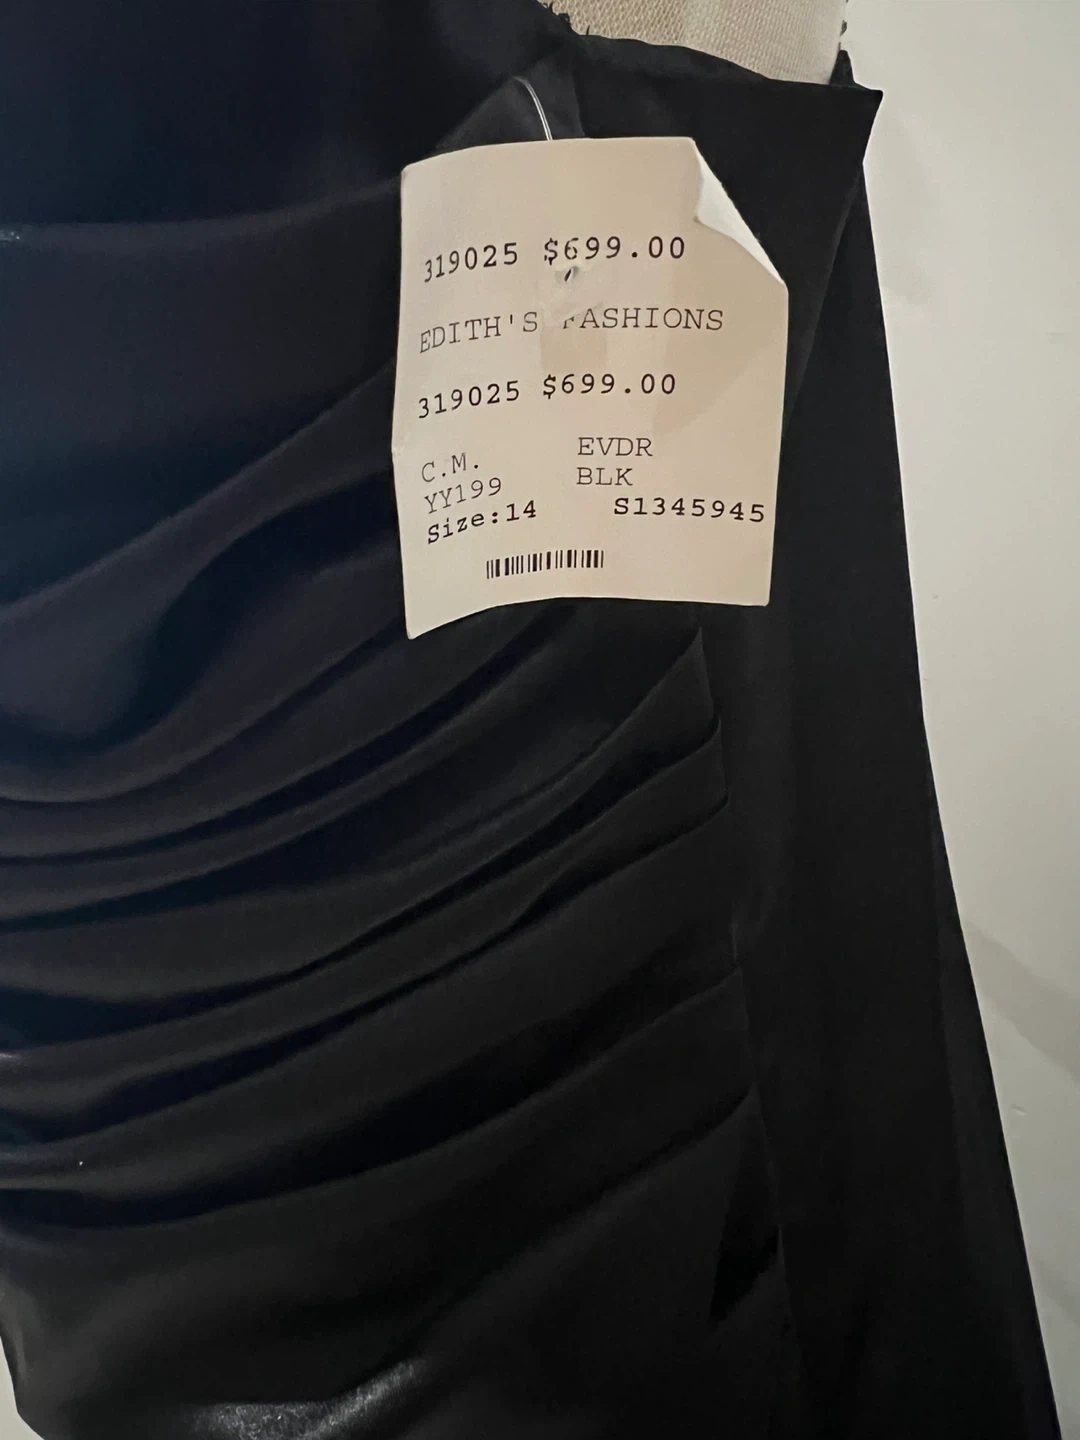 319025 $699.00
EDITH'S FASHIONS
319025 $699.00
C.M. EVDR
YY199 BLK
Size:14 S1345945